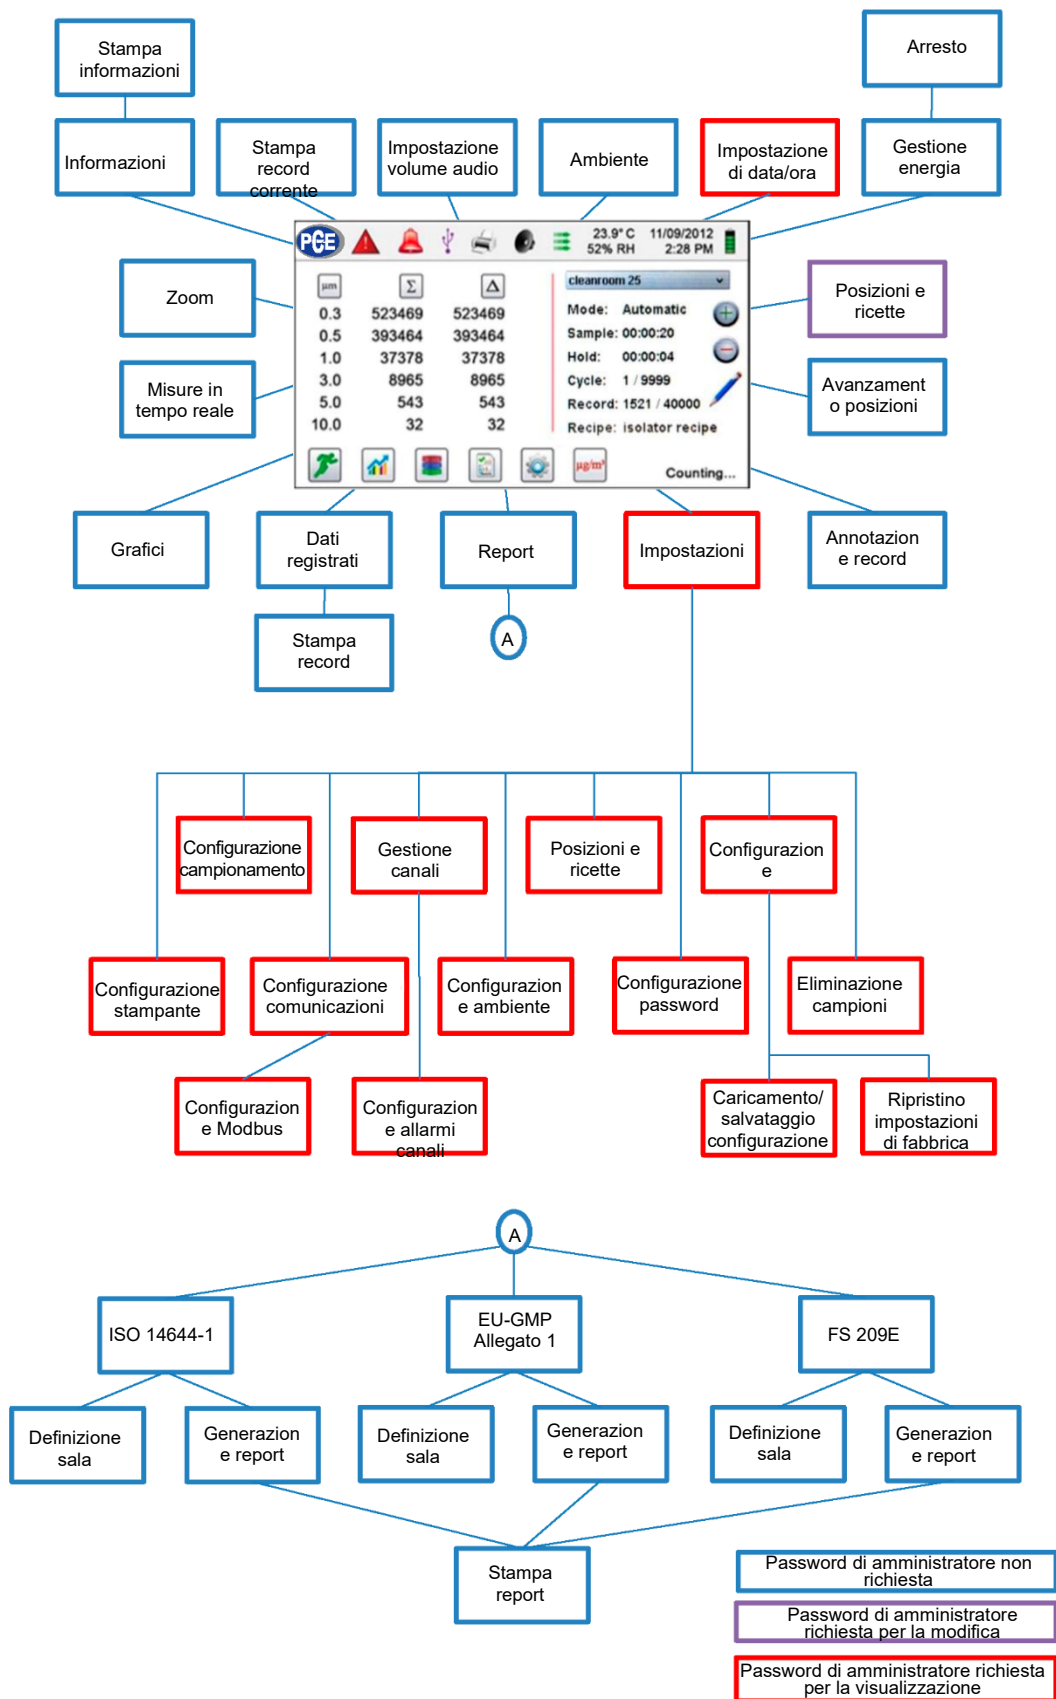 Stampa
informazioni
Arresto
Informazioni
Stampa
record
corrente
Impostazione
volume audio
Ambiente
Impostazione
di data/ora
Gestione
energia
PCE
23.9° C
52% RH
11/09/2012
2:28 PM
Zoom
Misure in
tempo reale
µm Σ Δ
0.3 523469 523469
0.5 393464 393464
1.0 37378 37378
3.0 8965 8965
5.0 543 543
10.0 32 32
cleanroom 25
Mode: Automatic
Sample: 00:00:20
Hold: 00:00:04
Cycle: 1 / 9999
Record: 1521 / 40000
Recipe: isolator recipe
µg/m³
Counting...
Posizioni e
ricette
Avanzament
o posizioni
Grafici
Dati
registrati
Report
Impostazioni
Annotazion
e record
Stampa
record
A
Configurazione
campionamento
Gestione
canali
Posizioni e
ricette
Configurazion
e
Configurazione
stampante
Configurazione
comunicazioni
Configurazion
e ambiente
Configurazione
password
Eliminazione
campioni
Configurazion
e Modbus
Configurazion
e allarmi
canali
Caricamento/
salvataggio
configurazione
Ripristino
impostazioni
di fabbrica
A
ISO 14644-1
EU-GMP
Allegato 1
FS 209E
Definizione
sala
Generazion
e report
Definizione
sala
Generazion
e report
Definizione
sala
Generazion
e report
Stampa
report
Password di amministratore non
richiesta
Password di amministratore
richiesta per la modifica
Password di amministratore richiesta
per la visualizzazione